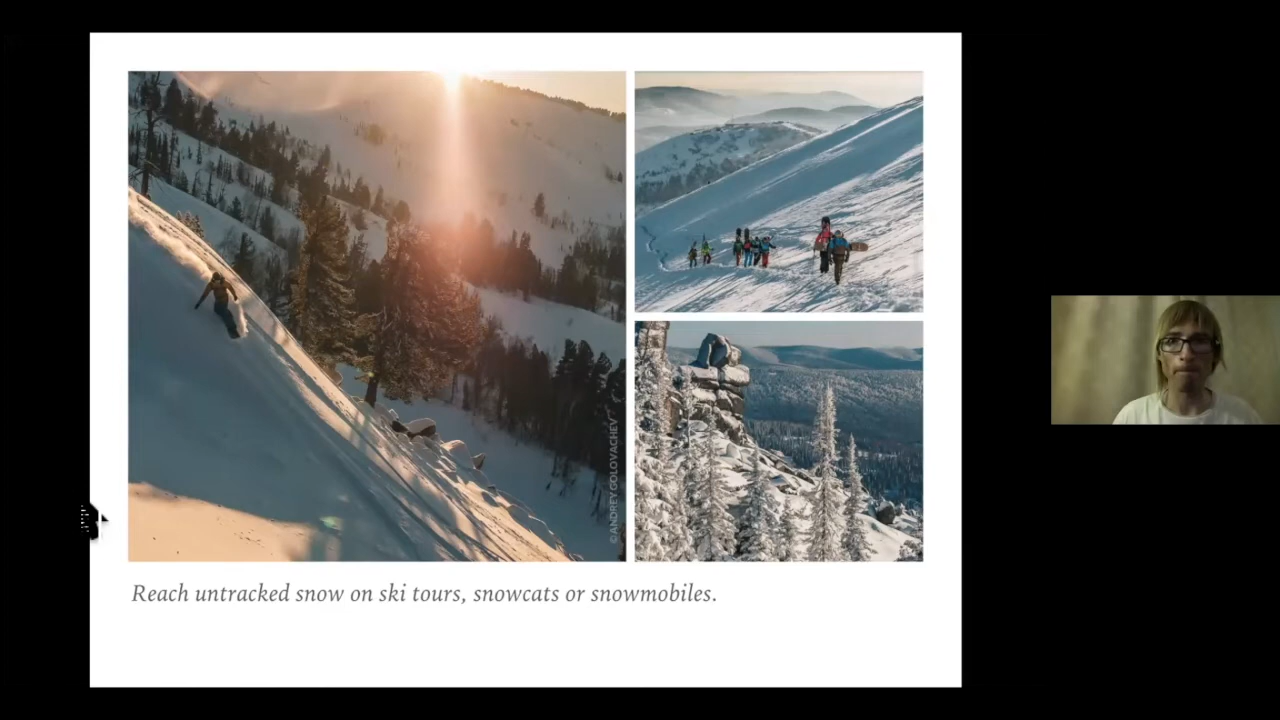 ©ANDREY GOLOVACHEV
Reach untracked snow on ski tours, snowcats or snowmobiles.